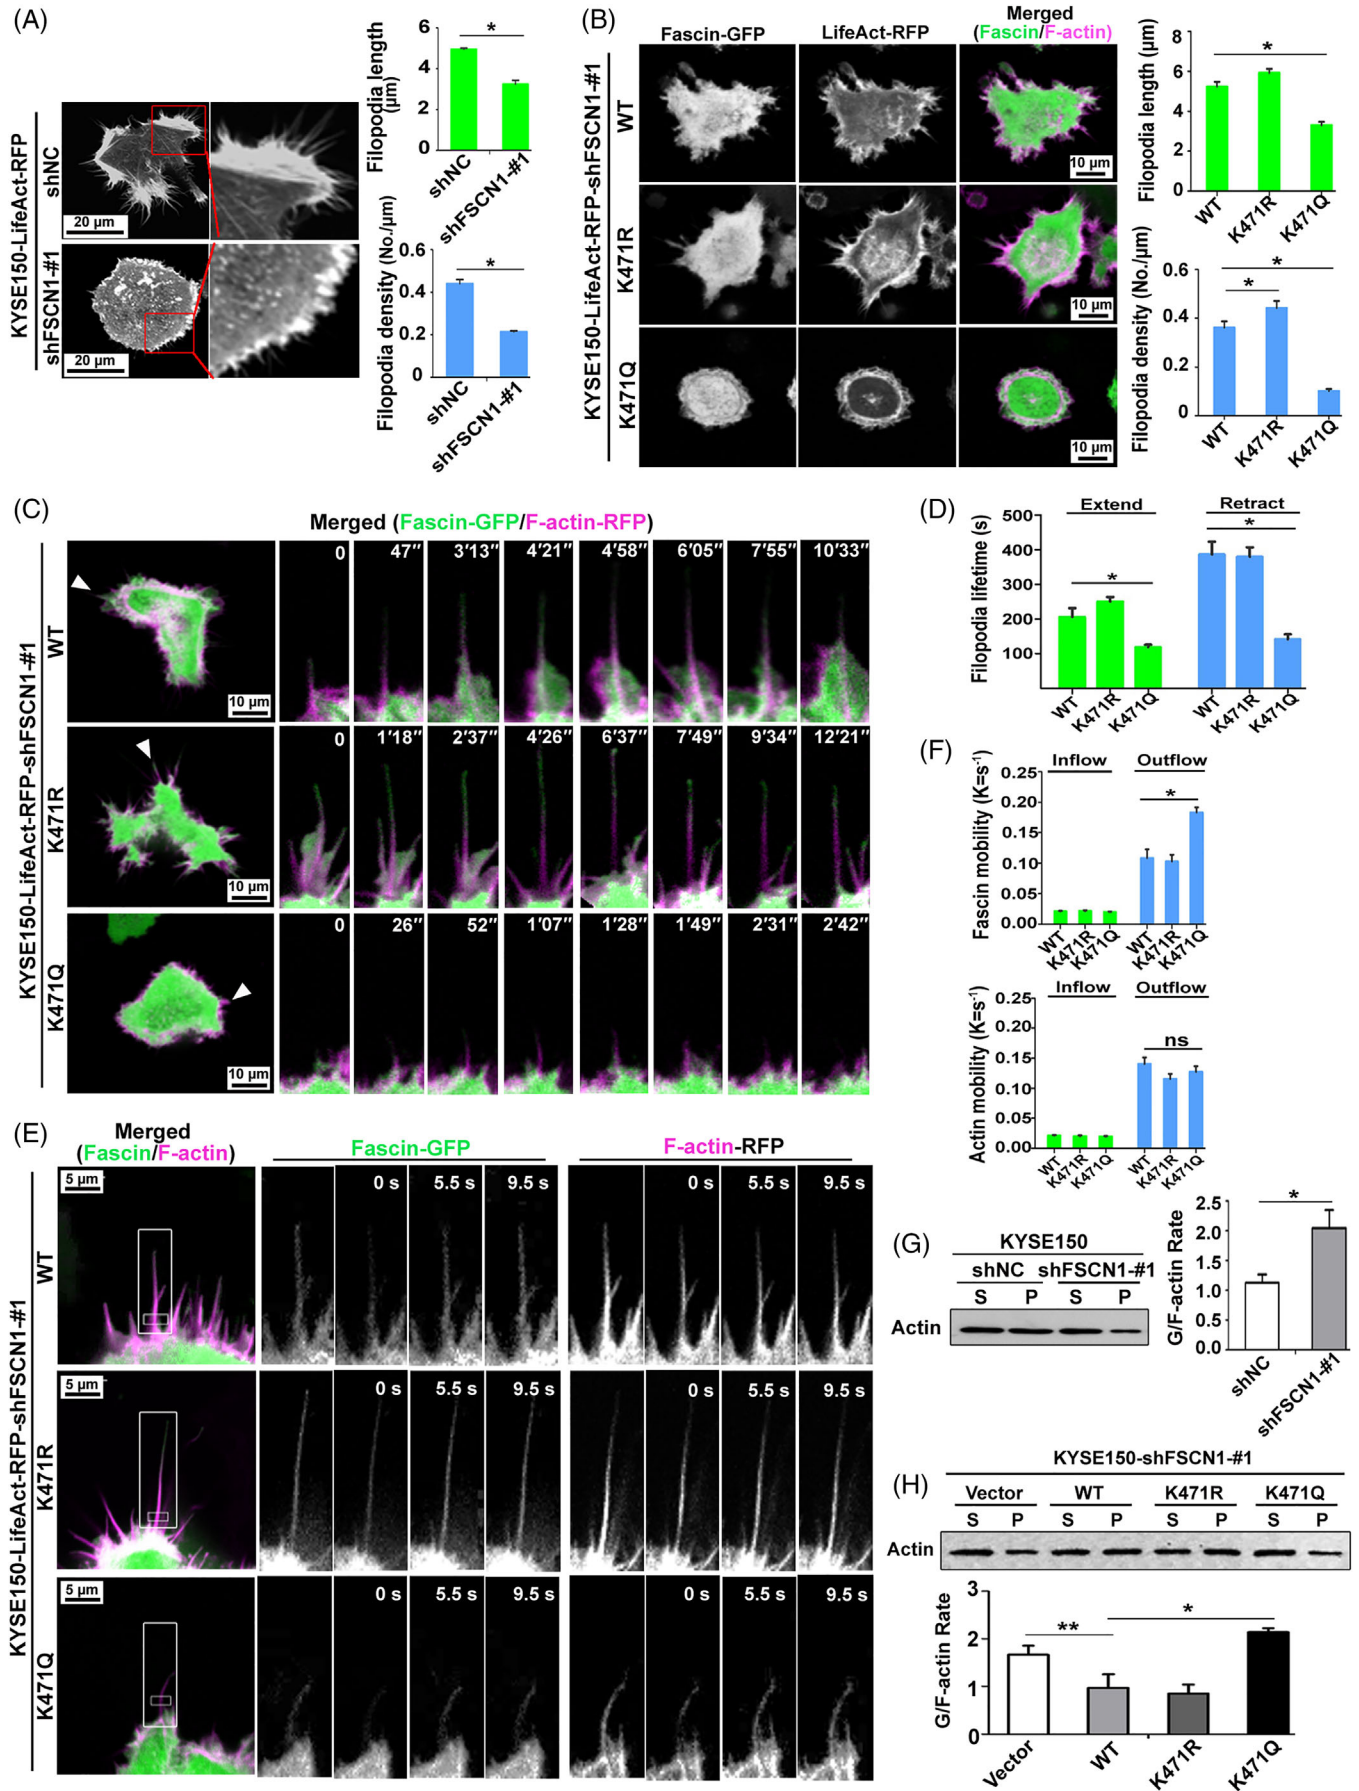 (A)
KYSE150-LifeAct-RFP
shNC
shFSCN1-#1
20 µm
20 µm
Filopodia length
(µm)
6
4
2
0
*
shNC
shFSCN1-#1
Filopodia density (No./µm)
0.6
0.4
0.2
0
*
shNC
shFSCN1-#1
(B)
KYSE150-LifeAct-RFP-shFSCN1-#1
Fascin-GFP
LifeAct-RFP
Merged
(Fascin/F-actin)
WT
K471R
K471Q
10 µm
10 µm
10 µm
Filopodia length (µm)
8
6
4
2
0
*
WT
K471R
K471Q
Filopodia density (No./µm)
0.6
0.4
0.2
0
*
*
WT
K471R
K471Q
(C)
Merged (Fascin-GFP/F-actin-RFP)
KYSE150-LifeAct-RFP-shFSCN1-#1
WT
10 µm
0 47″ 3′13″ 4′21″ 4′58″ 6′05″ 7′55″ 10′33″
K471R
10 µm
0 1′18″ 2′37″ 4′26″ 6′37″ 7′49″ 9′34″ 12′21″
K471Q
10 µm
0 26″ 52″ 1′07″ 1′28″ 1′49″ 2′31″ 2′42″
(D)
Filopodia lifetime (s)
500
400
300
200
100
Extend Retract
*
*
WT K471R K471Q WT K471R K471Q
(E)
Merged
(Fascin/F-actin)
Fascin-GFP
F-actin-RFP
KYSE150-LifeAct-RFP-shFSCN1-#1
WT
5 µm
0 s 5.5 s 9.5 s 0 s 5.5 s 9.5 s
K471R
5 µm
0 s 5.5 s 9.5 s 0 s 5.5 s 9.5 s
K471Q
5 µm
0 s 5.5 s 9.5 s 0 s 5.5 s 9.5 s
(F)
Fascin mobility (K=s-1)
0.25
0.20
0.15
0.10
0.05
0.00
Inflow Outflow
*
WT K471R K471Q WT K471R K471Q
Actin mobility (K=s-1)
0.25
0.20
0.15
0.10
0.05
0.00
Inflow Outflow
ns
WT K471R K471Q WT K471R K471Q
(G)
KYSE150
shNC shFSCN1-#1
S P S P
Actin
G/F-actin Rate
2.5
2.0
1.5
1.0
0.5
0.0
*
shNC
shFSCN1-#1
(H)
KYSE150-shFSCN1-#1
Vector WT K471R K471Q
S P S P S P S P
Actin
G/F-actin Rate
3
2
1
0
**
*
Vector WT K471R K471Q